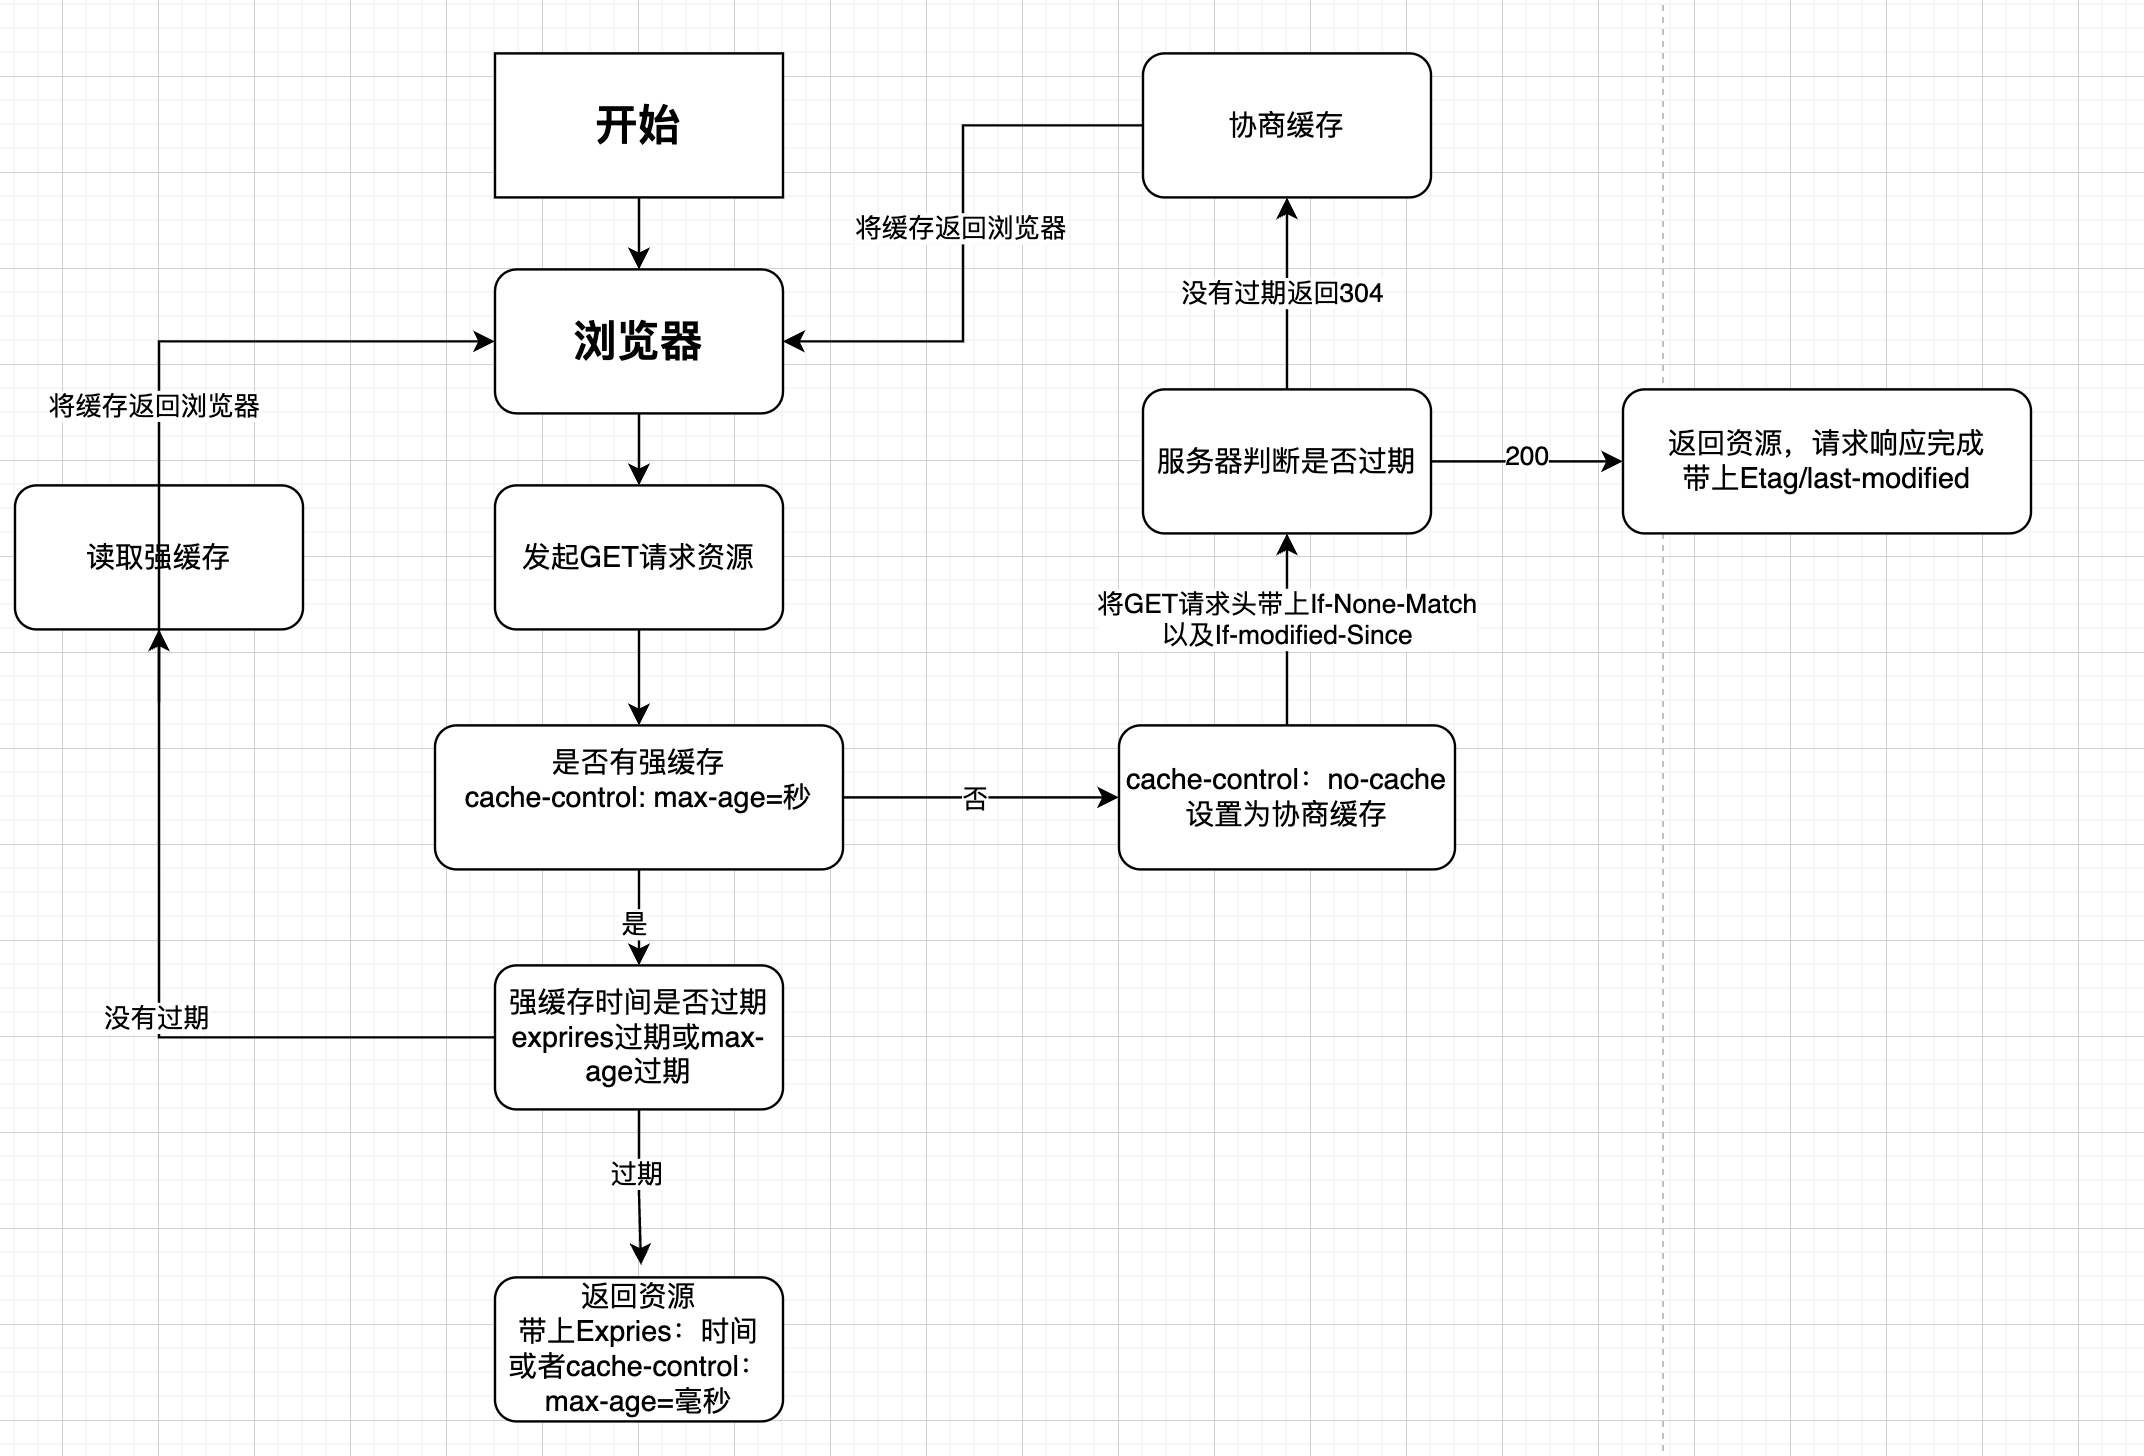 开始
协商缓存
将缓存返回浏览器
没有过期返回304
浏览器
将缓存返回浏览器
服务器判断是否过期
200
返回资源，请求响应完成
带上Etag/last-modified
读取强缓存
发起GET请求资源
将GET请求头带上If-None-Match
以及If-modified-Since
是否有强缓存
cache-control: max-age=秒
否
cache-control：no-cache
设置为协商缓存
是
强缓存时间是否过期
exprires过期或max-
age过期
没有过期
过期
返回资源
带上Expries：时间
或者cache-control：
max-age=毫秒